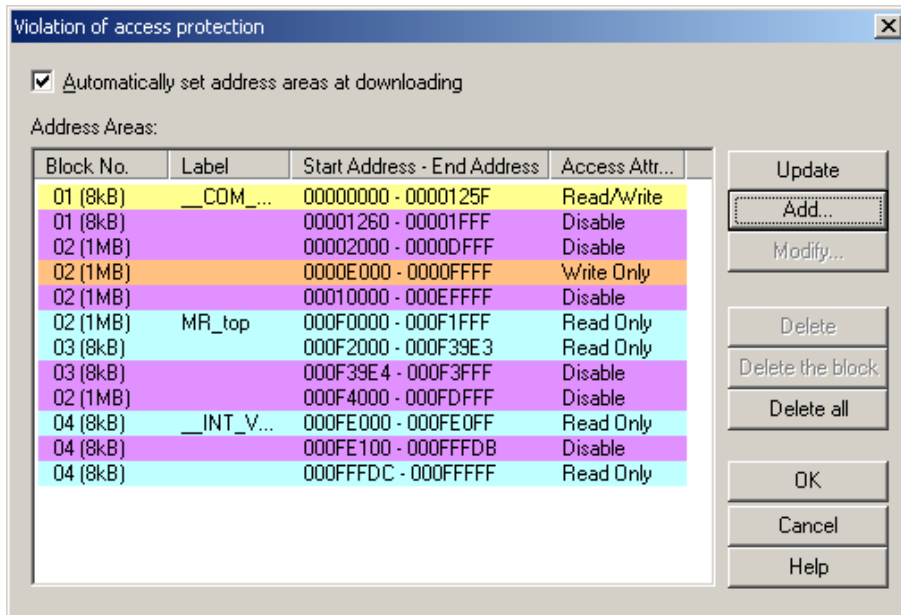 Violation of access protection
Automatically set address areas at downloading
Address Areas:
Block No. Label Start Address - End Address Access Attr...
01 (8kB) __COM_... 00000000 - 0000125F Read/Write
01 (8kB) 00001260 - 00001FFF Disable
02 (1MB) 00002000 - 0000DFFF Disable
02 (1MB) 0000E000 - 0000FFFF Write Only
02 (1MB) 00010000 - 000EFFFF Disable
02 (1MB) MR_top 000F0000 - 000F1FFF Read Only
03 (8kB) 000F2000 - 000F39E3 Read Only
03 (8kB) 000F39E4 - 000F3FFF Disable
02 (1MB) 000F4000 - 000FDFFF Disable
04 (8kB) __INT_V... 000FE000 - 000FE0FF Read Only
04 (8kB) 000FE100 - 000FFFDB Disable
04 (8kB) 000FFFDC - 000FFFFF Read Only
Update
Add...
Modify...
Delete
Delete the block
Delete all
OK
Cancel
Help